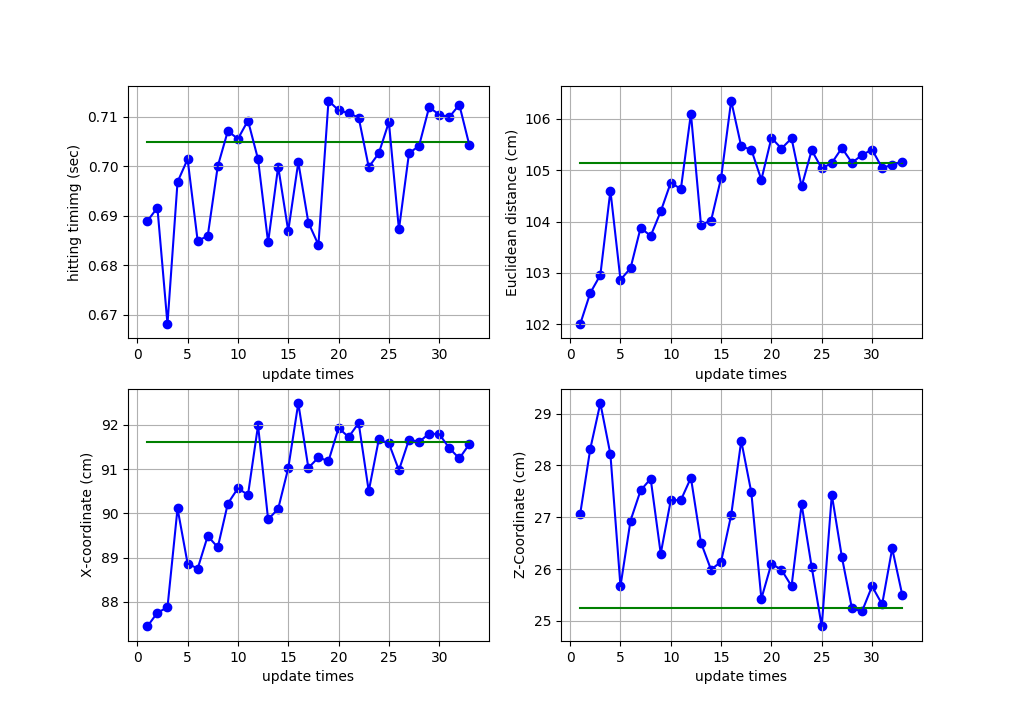 0.71
0.70
0.69
0.68
0.67
hitting timimg (sec)
0 5 10 15 20 25 30
update times
106
105
104
103
102
Euclidean distance (cm)
0 5 10 15 20 25 30
update times
92
91
90
89
88
X-coordinate (cm)
0 5 10 15 20 25 30
update times
29
28
27
26
25
Z-Coordinate (cm)
0 5 10 15 20 25 30
update times